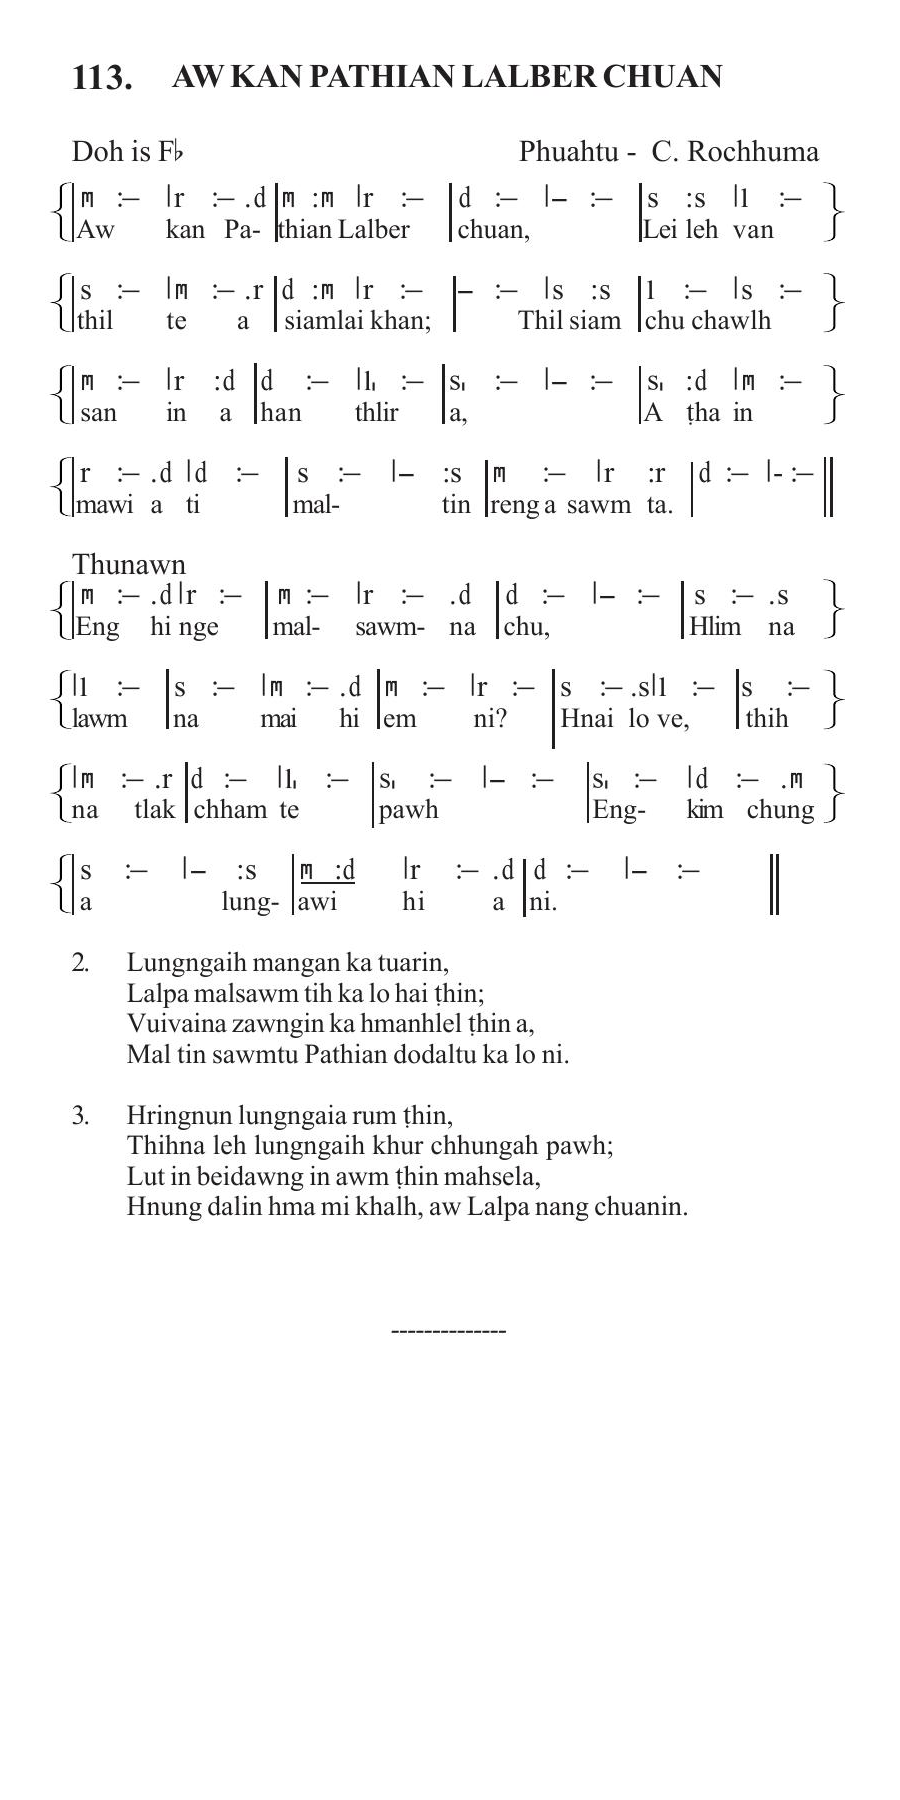 113. AW KAN PATHIAN LALBER CHUAN
Doh is F♭ Phuahtu - C. Rochhuma
{|m :– |r :– .d |m :m |r :– |d :– |– :– |s :s |l :– }
Aw kan Pa- thian Lalber chuan, Lei leh van
{|s :– |m :– .r |d :m |r :– |– :– |s :s |l :– |s :– }
thil te a siamlai khan; Thil siam chu chawlh
{|m :– |r :d |d :– |l₁ :– |s₁ :– |– :– |s₁ :d |m :– }
san in a han thlir a, A ṭha in
{|r :– .d |d :– |s :– |– :s |m :– |r :r |d :– |- :– ||
mawi a ti mal- tin reng a sawm ta.
Thunawn
{|m :– .d |r :– |m :– |r :– .d |d :– |– :– |s :– .s }
Eng hi nge mal- sawm- na chu, Hlim na
{|l :– |s :– |m :– .d |m :– |r :– |s :– .s|l :– |s :– }
lawm na mai hi em ni? Hnai lo ve, thih
{|m :– .r |d :– |l₁ :– |s₁ :– |– :– |s₁ :– |d :– .m }
na tlak chham te pawh Eng- kim chung
{|s :– |– :s |m :d |r :– .d |d :– |– :– ||
a lung- awi hi a ni.
2. Lungngaih mangan ka tuarin,
Lalpa malsawm tih ka lo hai ṭhin;
Vuivaina zawngin ka hmanhlel ṭhin a,
Mal tin sawmtu Pathian dodaltu ka lo ni.
3. Hringnun lungngaia rum ṭhin,
Thihna leh lungngaih khur chhungah pawh;
Lut in beidawng in awm ṭhin mahsela,
Hnung dalin hma mi khalh, aw Lalpa nang chuanin.
--------------